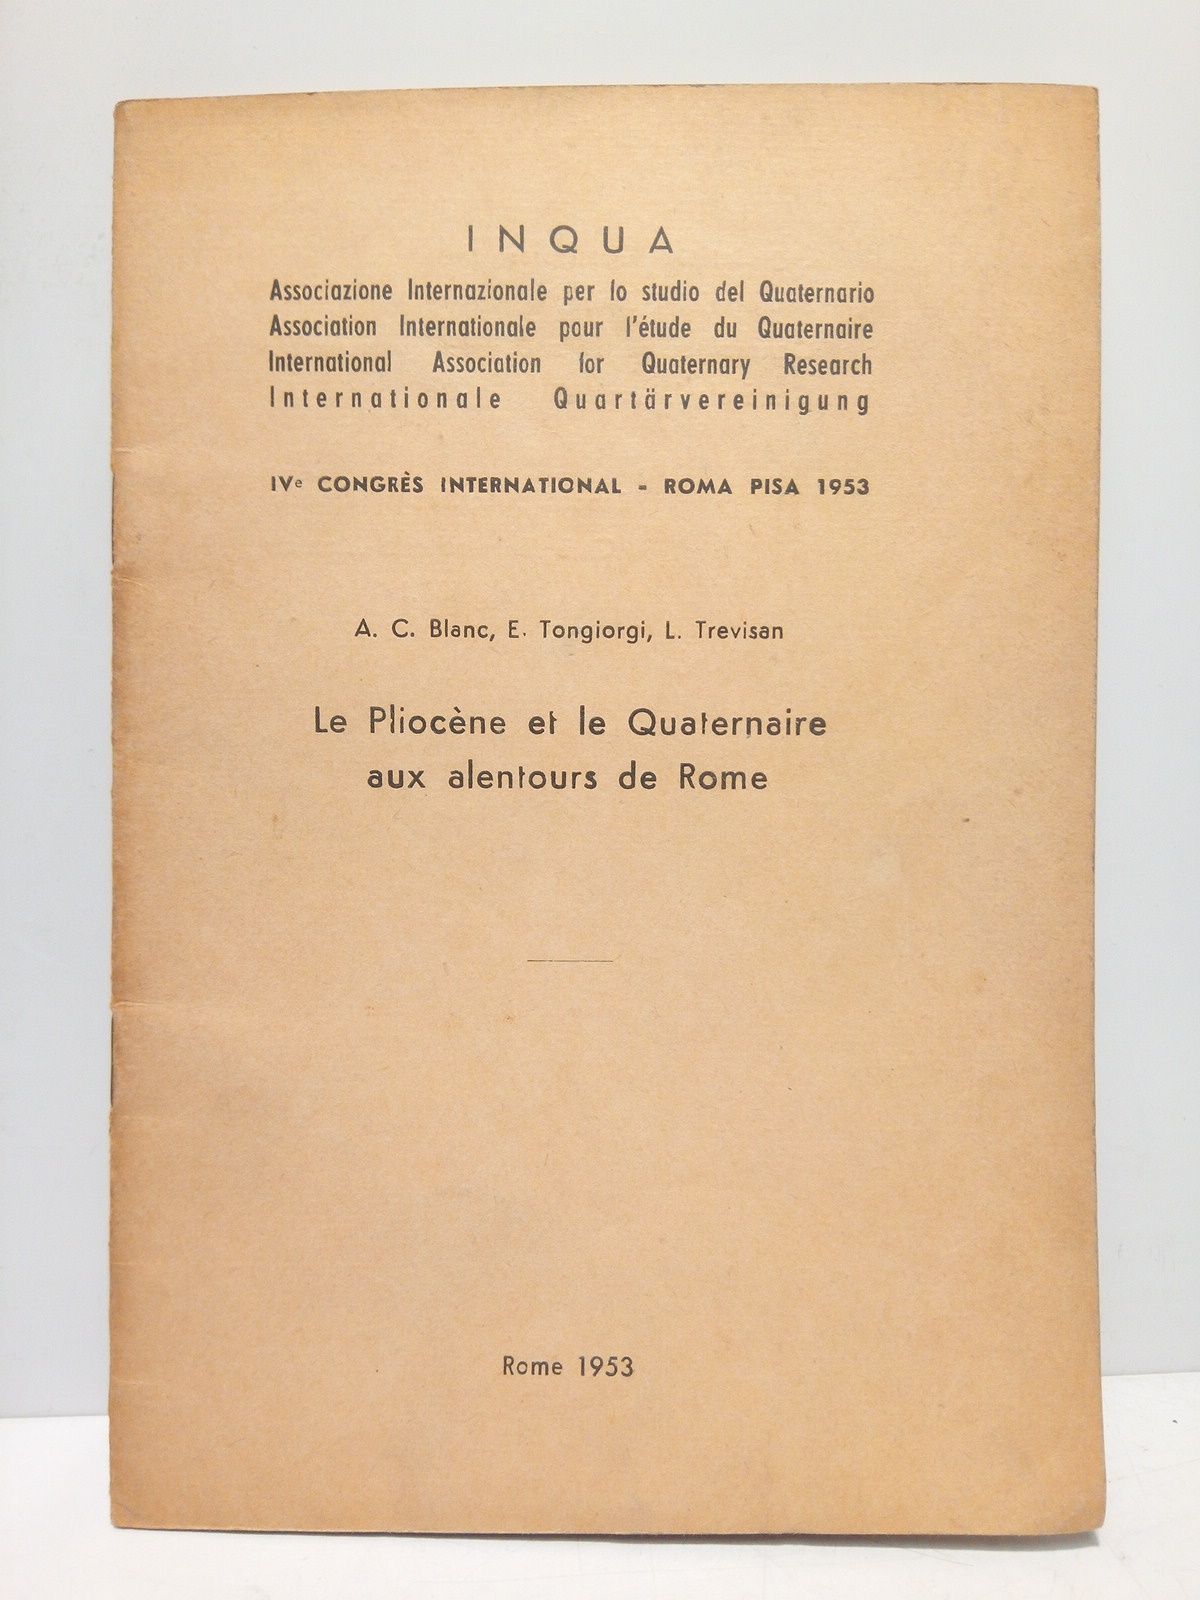 INQUA
Associazione Internazionale per lo studio del Quaternario
Association Internationale pour l'étude du Quaternaire
International Association for Quaternary Research
Internationale Quartärvereinigung
IVe CONGRÈS INTERNATIONAL - ROMA PISA 1953
A. C. Blanc, E. Tongiorgi, L. Trevisan
Le Pliocène et le Quaternaire
aux alentours de Rome
Rome 1953